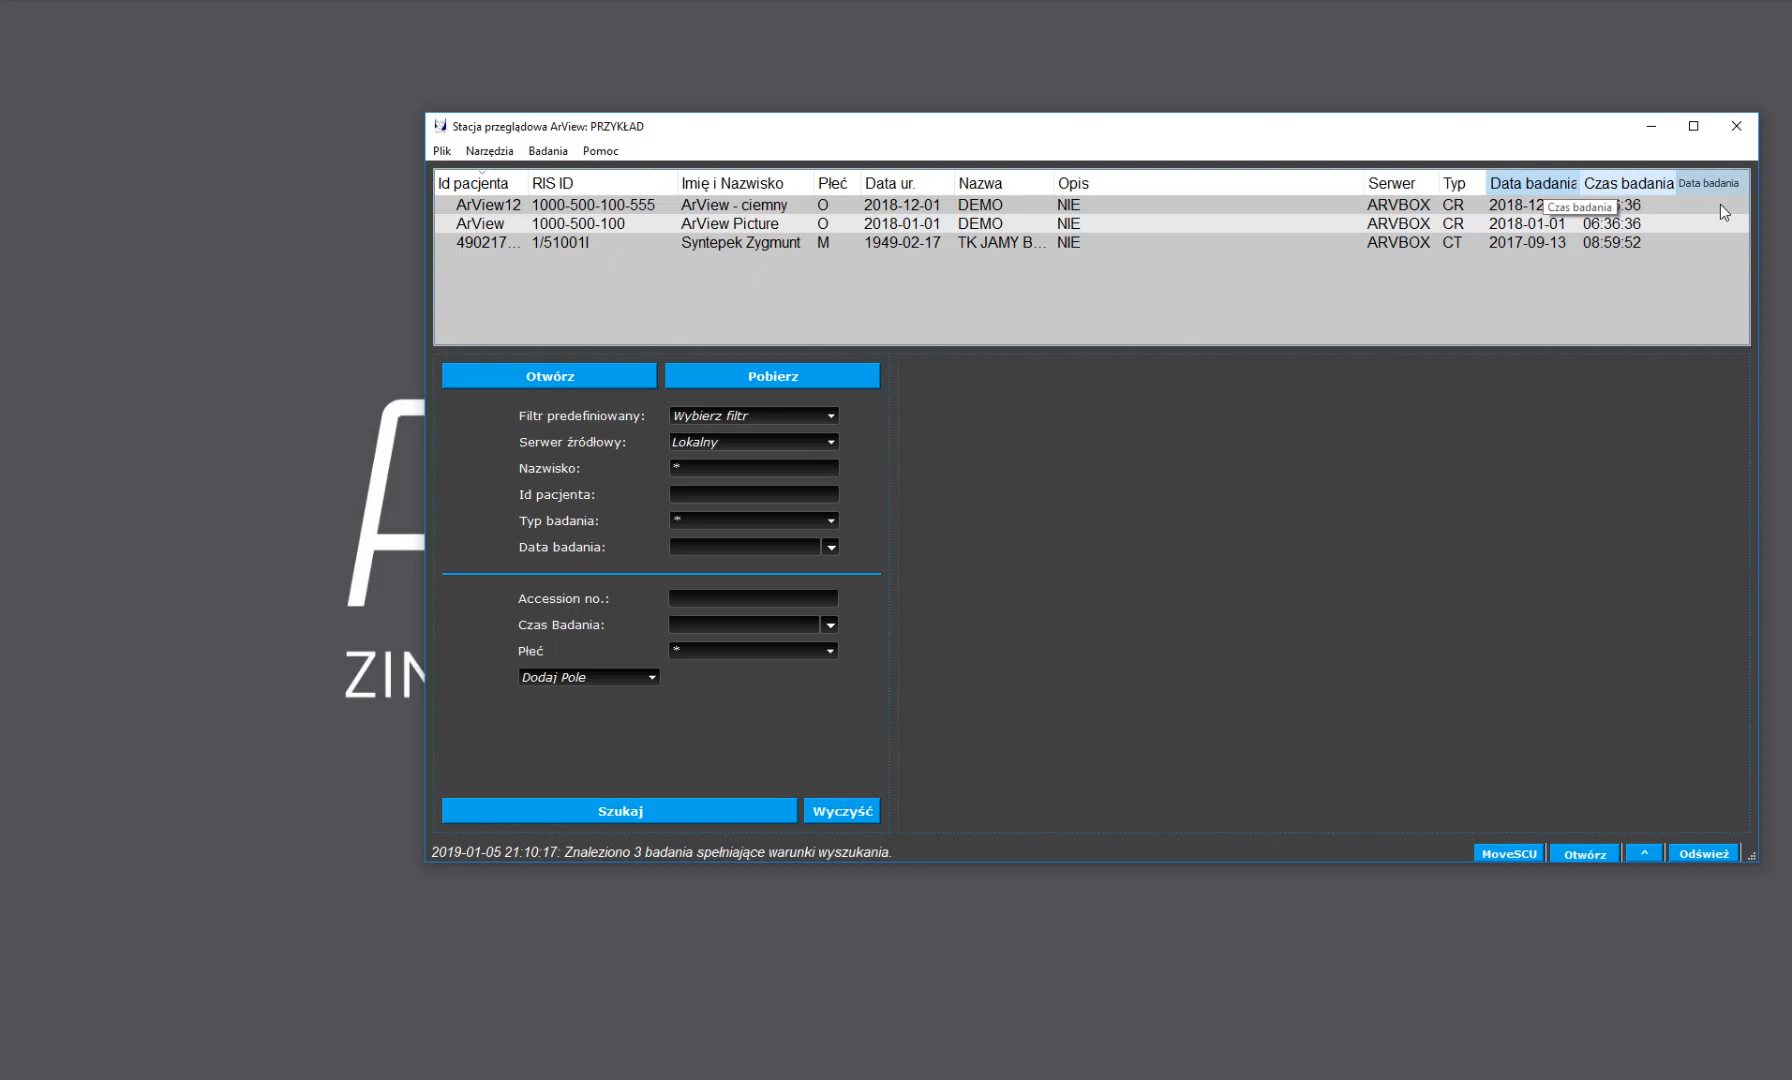 Stacja przeglądowa ArView: PRZYKŁAD
Plik Narzędzia Badania Pomoc
Id pacjenta RIS ID Imię i Nazwisko Płeć Data ur. Nazwa Opis Serwer Typ Data badania Czas badania Data badania
ArView12 1000-500-100-555 ArView - ciemny O 2018-12-01 DEMO NIE ARVBOX CR 2018-12 :36
Czas badania
ArView 1000-500-100 ArView Picture O 2018-01-01 DEMO NIE ARVBOX CR 2018-01-01 06:36:36
490217... 1/51001I Syntepek Zygmunt M 1949-02-17 TK JAMY B... NIE ARVBOX CT 2017-09-13 08:59:52
Otwórz Pobierz
Filtr predefiniowany: Wybierz filtr
Serwer źródłowy: Lokalny
Nazwisko: *
Id pacjenta:
Typ badania: *
Data badania:
Accession no.:
Czas Badania:
Płeć *
Dodaj Pole
ZIN
Szukaj Wyczyść
2019-01-05 21:10:17: Znaleziono 3 badania spełniające warunki wyszukania.
MoveSCU Otwórz ^ Odśwież